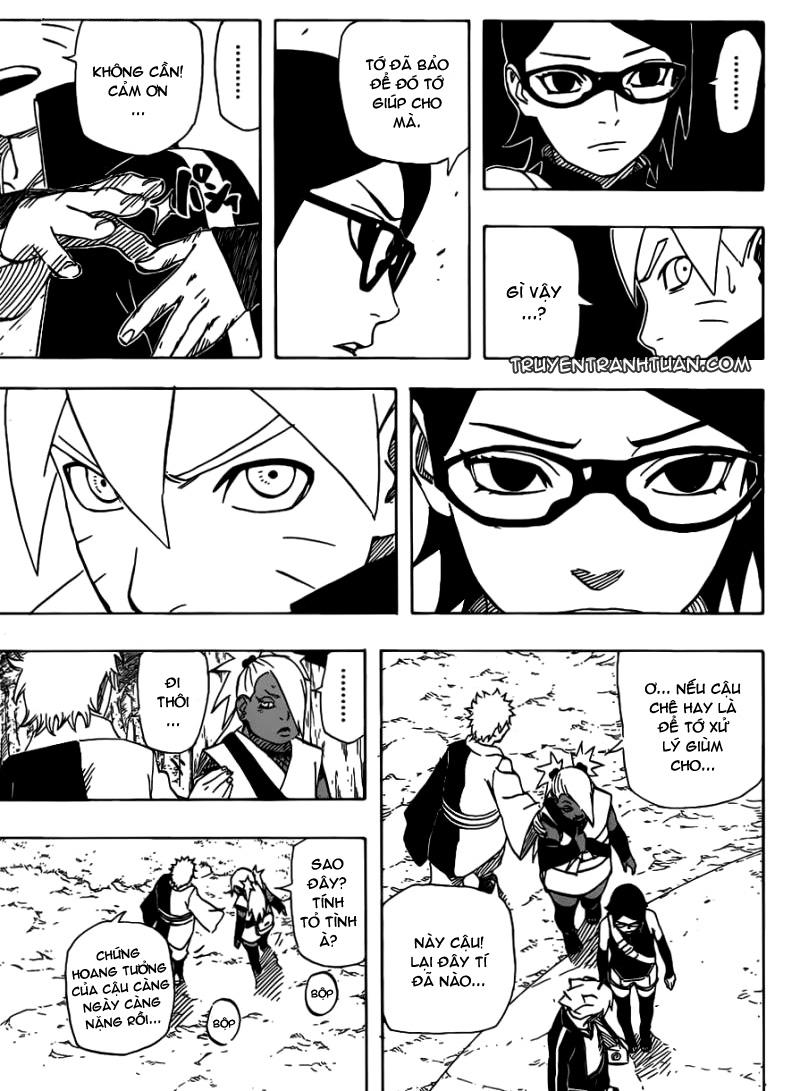 ........
GÌ VẬY
...?
TRUYENTRANHTUAN.COM
TỚ ĐÃ BẢO
ĐỂ ĐÓ TỚ
GIÚP CHO
MÀ.
........
KHÔNG CẦN!
CẢM ƠN
...
Ơ... NẾU CẬU
CHÊ HAY LÀ
ĐỂ TỚ XỬ
LÝ GIÙM
CHO...
NÀY CẬU!
LẠI ĐÂY TÍ
ĐÃ NÀO...
........
ĐI
THÔI
...
SAO
ĐÂY?
TÍNH
TỎ TÌNH
À?
CHỨNG
HOANG TƯỞNG
CỦA CẬU CÀNG
NGÀY CÀNG
NẶNG RỒI...
BỘP
BỘP